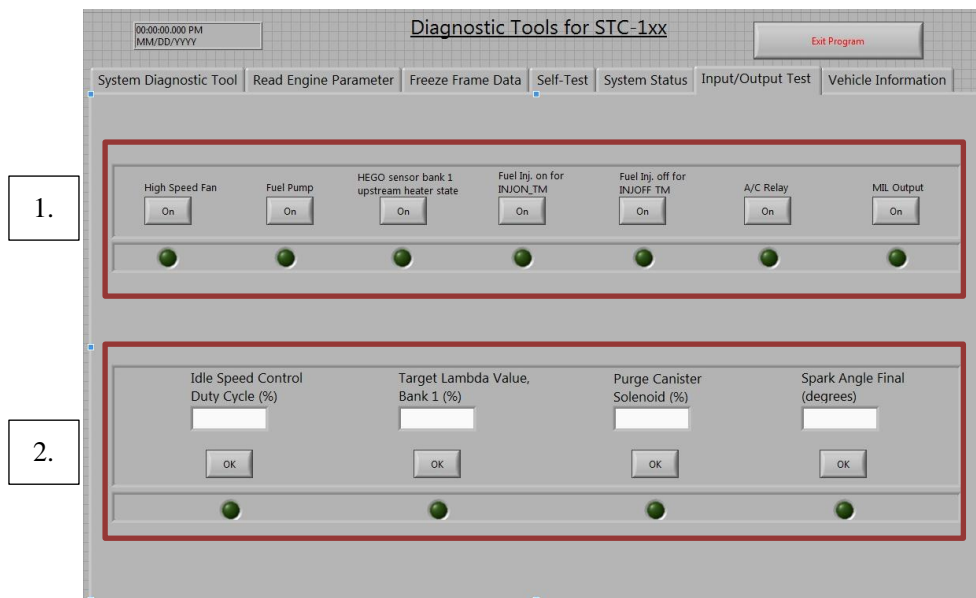 00:00:00.000 PM
MM/DD/YYYY
Diagnostic Tools for STC-1xx
Exit Program
System Diagnostic Tool
Read Engine Parameter
Freeze Frame Data
Self-Test
System Status
Input/Output Test
Vehicle Information
1.
High Speed Fan
On
Fuel Pump
On
HEGO sensor bank 1
upstream heater state
On
Fuel Inj. on for
INJON_TM
On
Fuel Inj. off for
INJOFF TM
On
A/C Relay
On
MIL Output
On
2.
Idle Speed Control
Duty Cycle (%)
OK
Target Lambda Value,
Bank 1 (%)
OK
Purge Canister
Solenoid (%)
OK
Spark Angle Final
(degrees)
OK